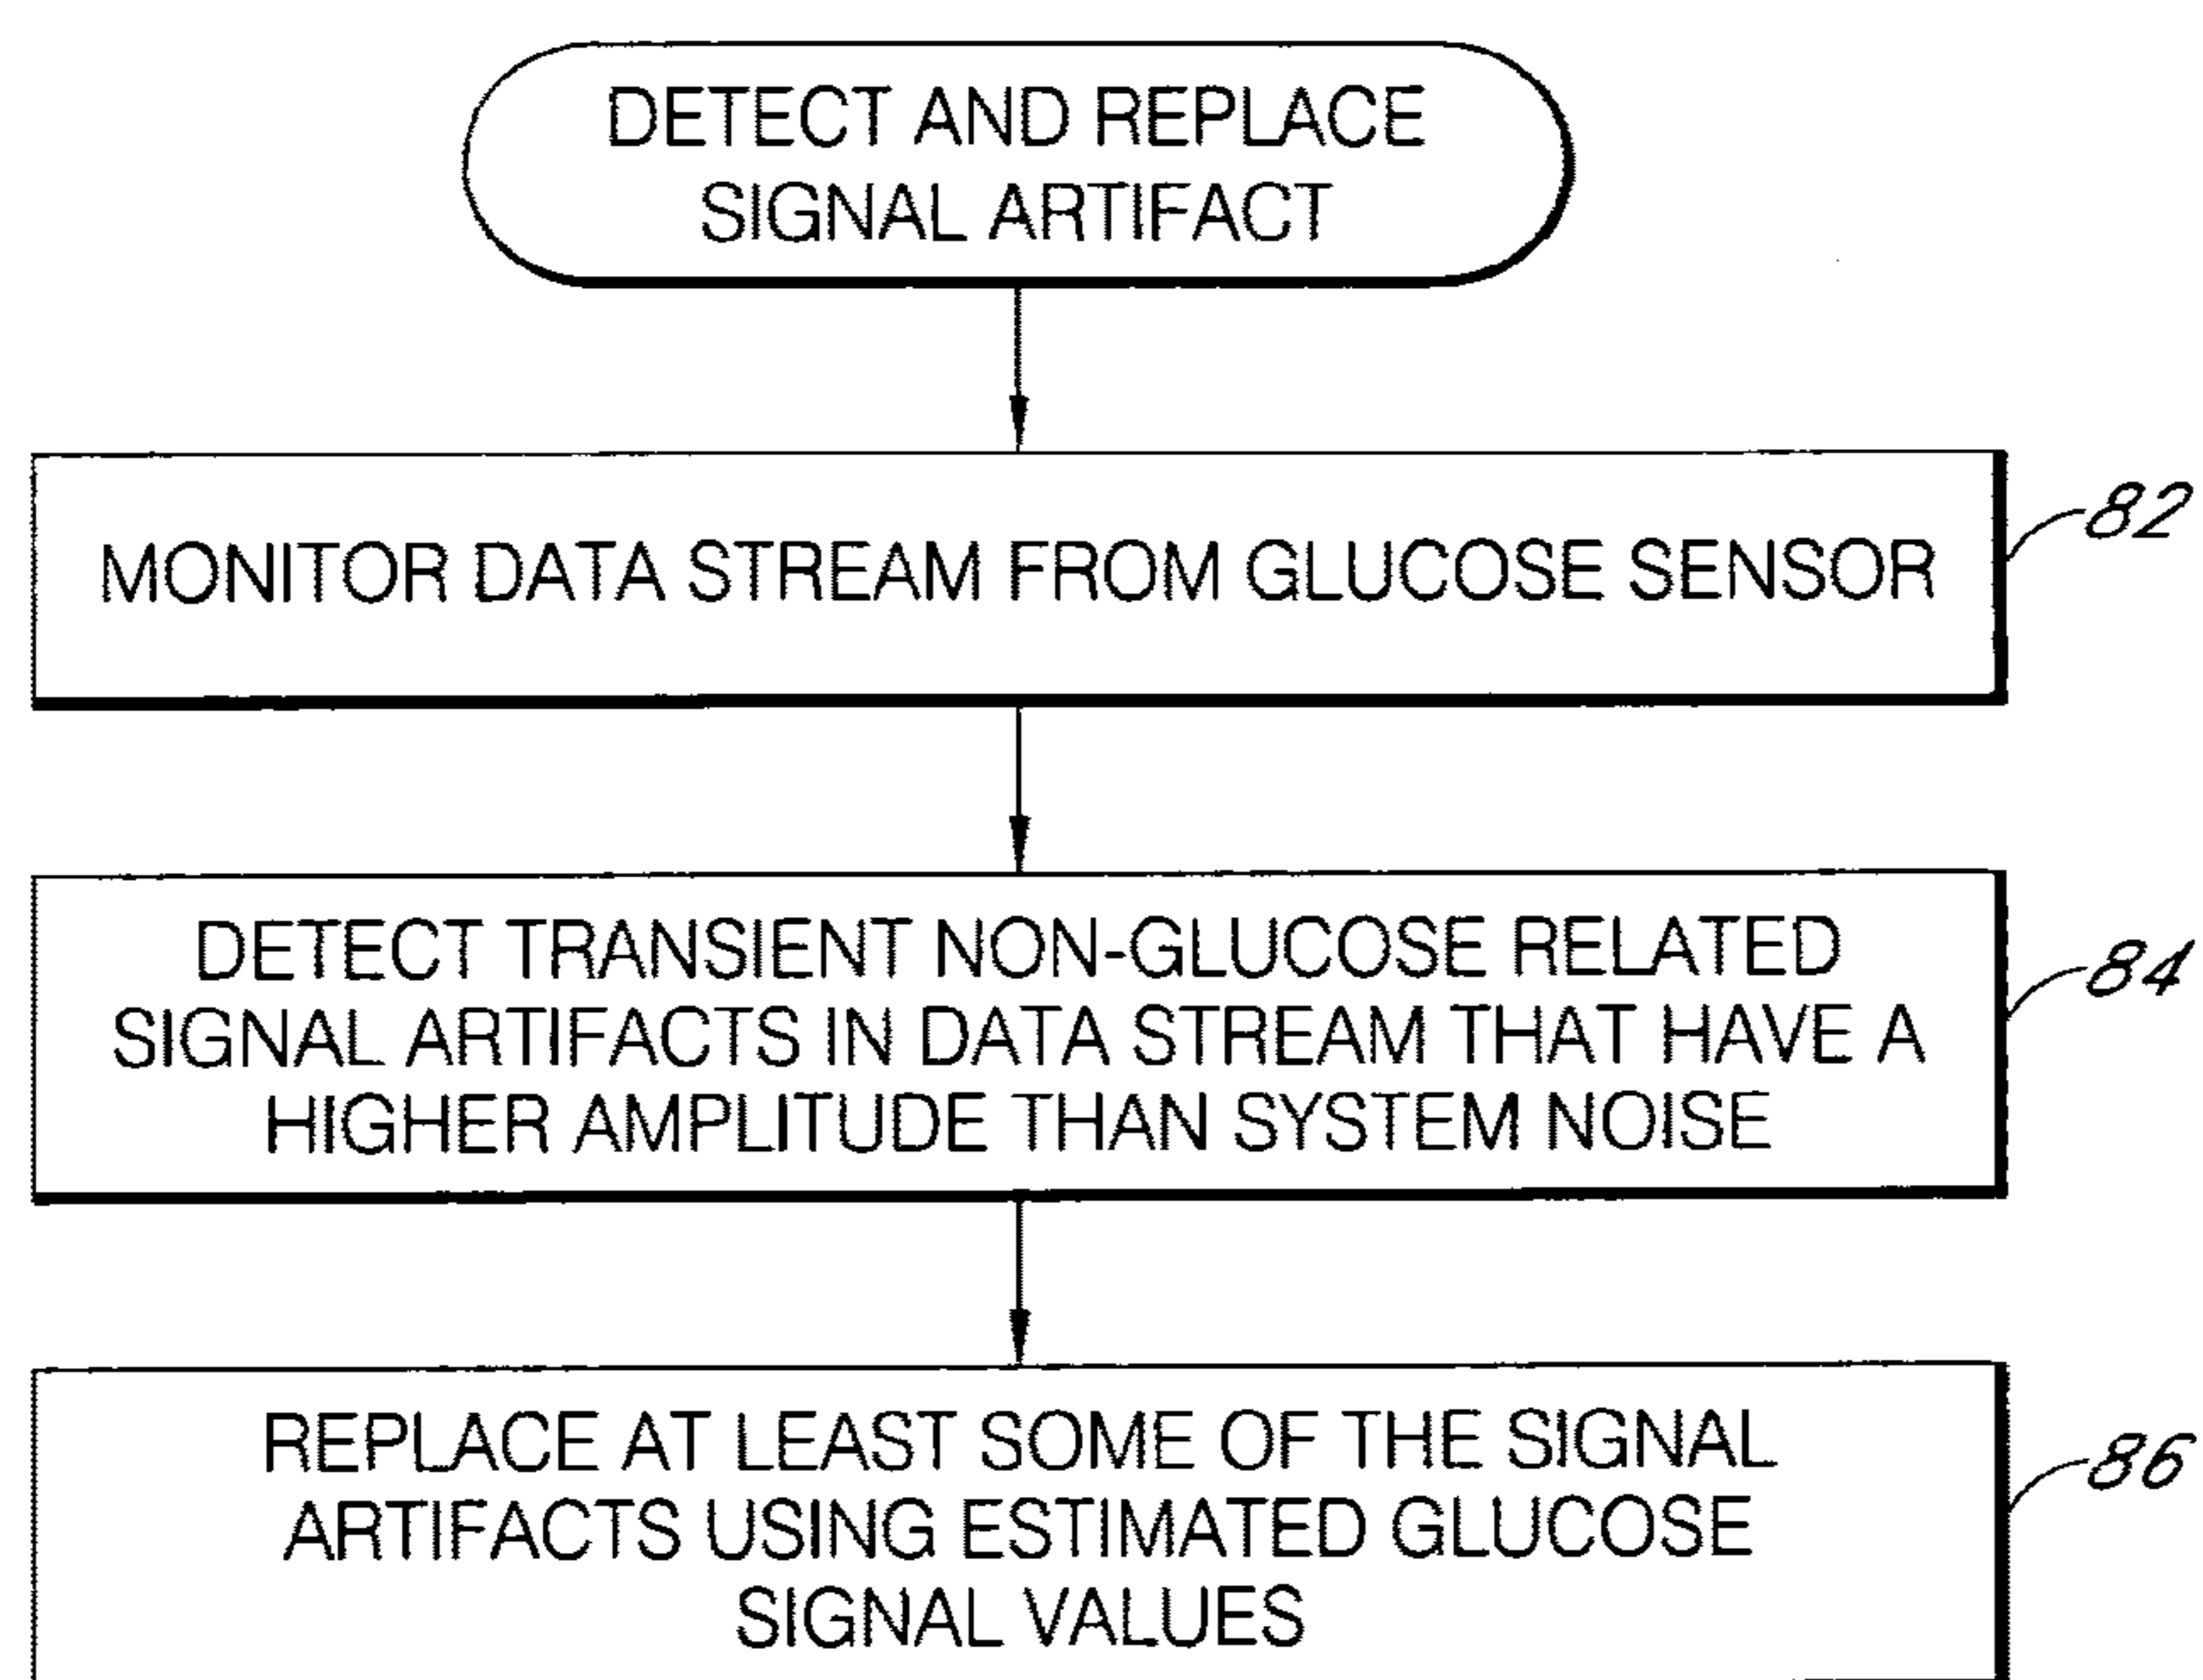 DETECT AND REPLACE
SIGNAL ARTIFACT
MONITOR DATA STREAM FROM GLUCOSE SENSOR
82
DETECT TRANSIENT NON-GLUCOSE RELATED
SIGNAL ARTIFACTS IN DATA STREAM THAT HAVE A
HIGHER AMPLITUDE THAN SYSTEM NOISE
84
REPLACE AT LEAST SOME OF THE SIGNAL
ARTIFACTS USING ESTIMATED GLUCOSE
SIGNAL VALUES
86